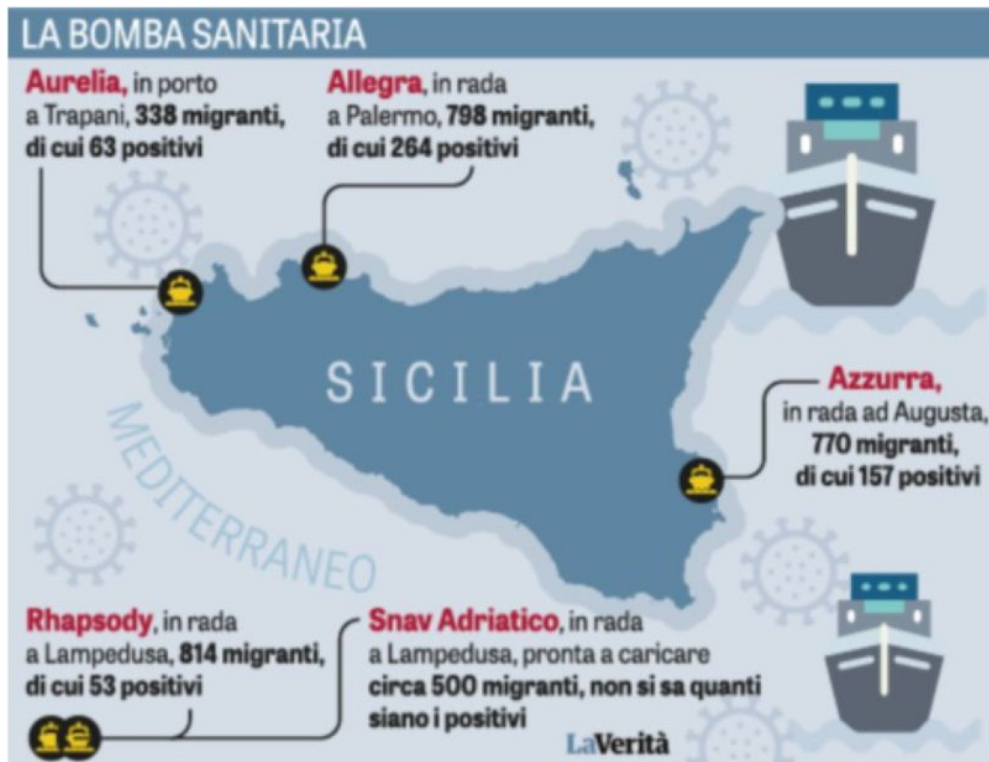 LA BOMBA SANITARIA
Aurelia, in porto
a Trapani, 338 migranti,
di cui 63 positivi
Allegra, in rada
a Palermo, 798 migranti,
di cui 264 positivi
SICILIA
MEDITERRANEO
Azzurra,
in rada ad Augusta,
770 migranti,
di cui 157 positivi
Rhapsody, in rada
a Lampedusa, 814 migranti,
di cui 53 positivi
Snav Adriatico, in rada
a Lampedusa, pronta a caricare
circa 500 migranti, non si sa quanti
siano i positivi
LaVerità